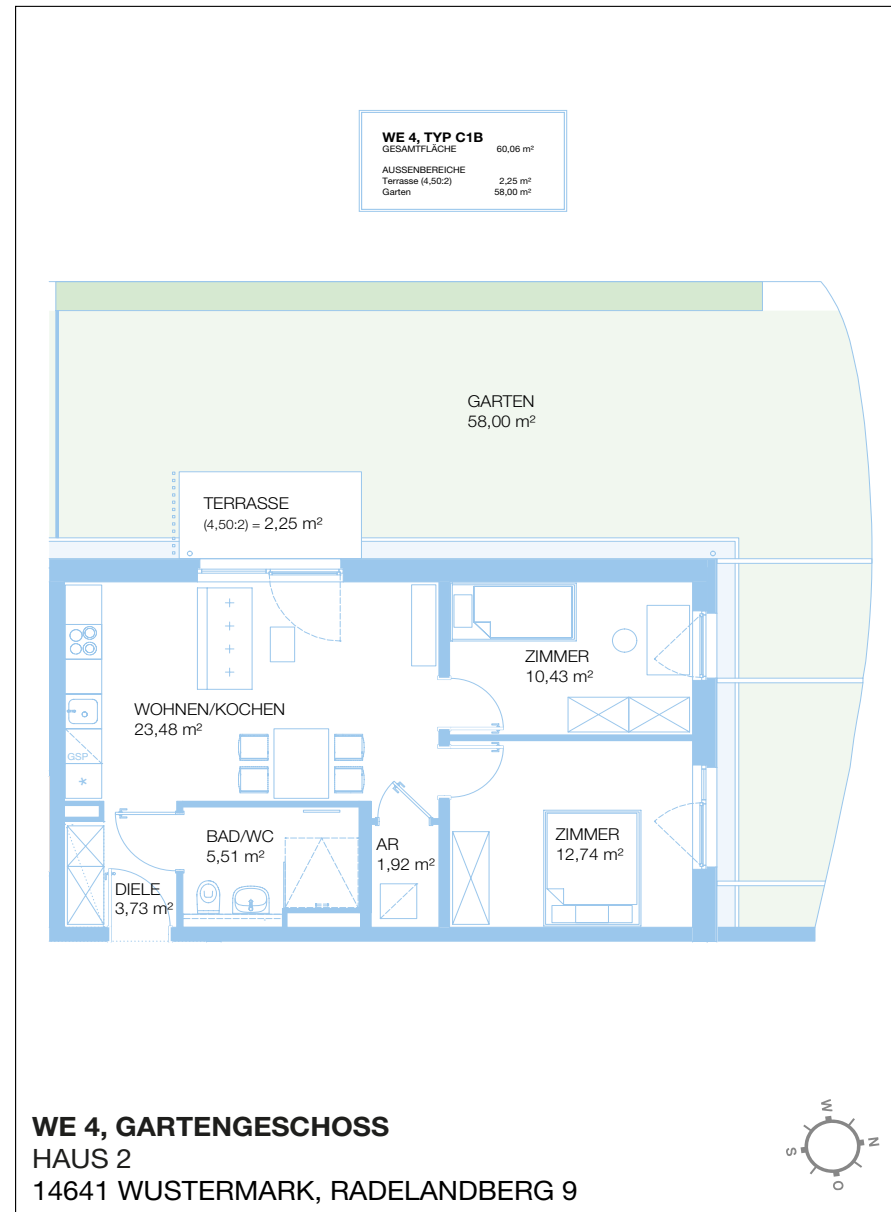 WE 4, TYP C1B
GESAMTFLÄCHE 60,06 m²
AUSSENBEREICHE
Terrasse (4,50:2) 2,25 m²
Garten 58,00 m²
GARTEN
58,00 m²
TERRASSE
(4,50:2) = 2,25 m²
ZIMMER
10,43 m²
WOHNEN/KOCHEN
23,48 m²
GSP
*
BAD/WC
5,51 m²
AR
1,92 m²
ZIMMER
12,74 m²
DIELE
3,73 m²
WE 4, GARTENGESCHOSS
HAUS 2
14641 WUSTERMARK, RADELANDBERG 9
W
N
S
O